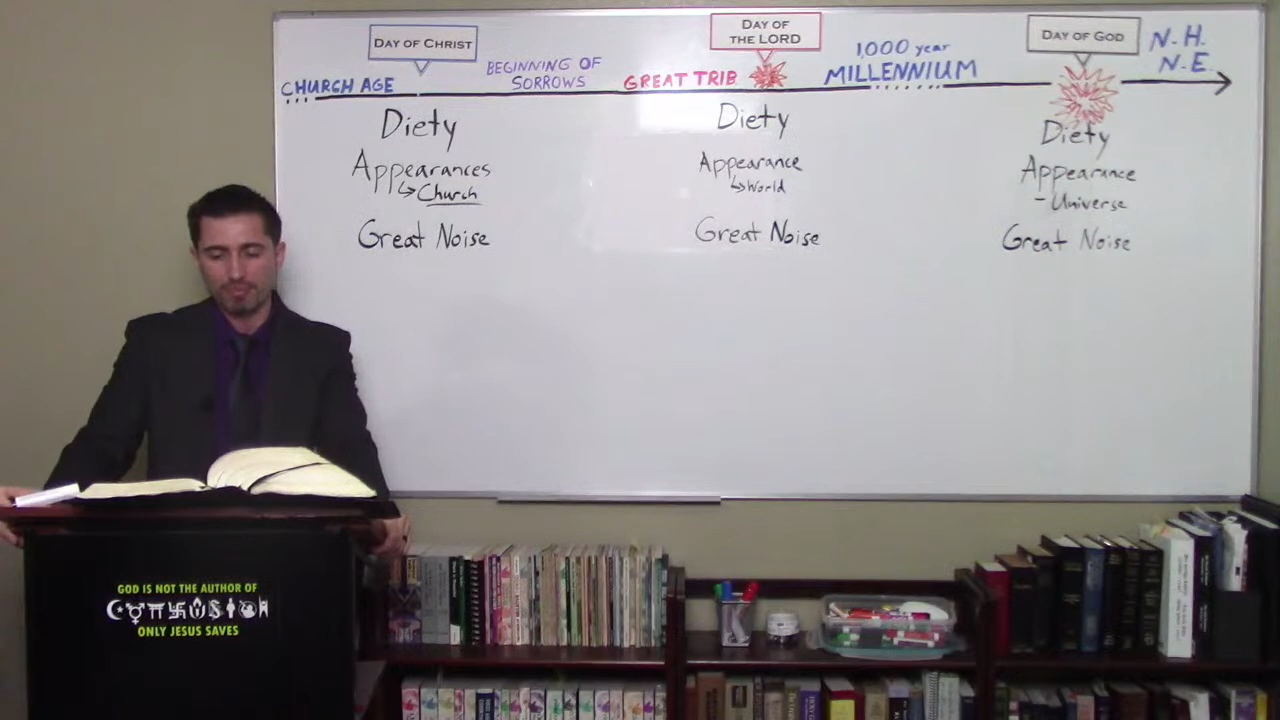 DAY OF CHRIST
DAY OF
THE LORD
DAY OF GOD
N.H.
N.E.
CHURCH AGE
BEGINNING OF
SORROWS
GREAT TRIB
1,000 year
MILLENNIUM
Diety
Diety
Diety
Appearances
Church
Appearance
World
Appearance
- Universe
Great Noise
Great Noise
Great Noise
GOD IS NOT THE AUTHOR OF
ONLY JESUS SAVES